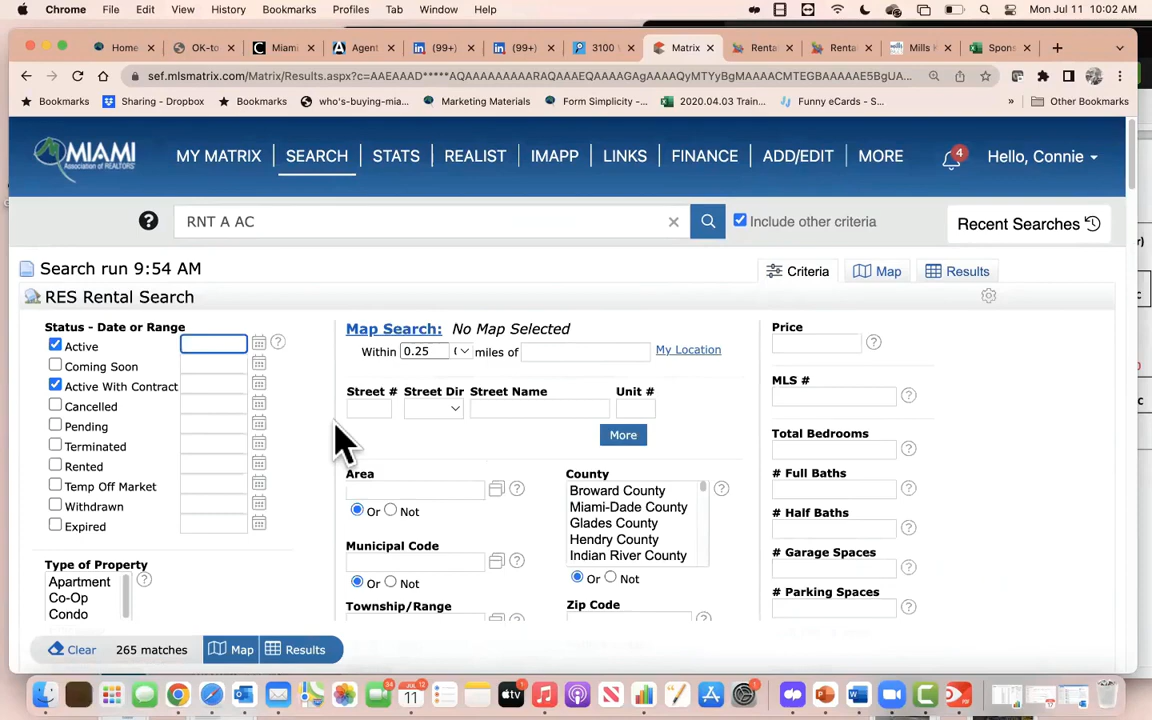 Chrome File Edit View History Bookmarks Profiles Tab Window Help Mon Jul 11 10:02 AM
Home OK-to Miami Agent (99+) (99+) 3100 Matrix Renta Renta Mills Spons
sef.mlsmatrix.com/Matrix/Results.aspx?c=AAEAAAD*****AQAAAAAAAAARAQAAAEQAAAAGAgAAAAQyMTYyBgMAAAACMTEGBAAAAAE5BgUA...
Bookmarks Sharing - Dropbox Bookmarks who's-buying-mia... Marketing Materials Form Simplicity -... 2020.04.03 Train... Funny eCards - S... » Other Bookmarks
MIAMI MY MATRIX SEARCH STATS REALIST IMAPP LINKS FINANCE ADD/EDIT MORE 4 Hello, Connie
Association of REALTORS®
RNT A AC Include other criteria Recent Searches
Search run 9:54 AM Criteria Map Results
RES Rental Search
Status - Date or Range
Active
Coming Soon
Active With Contract
Cancelled
Pending
Terminated
Rented
Temp Off Market
Withdrawn
Expired
Type of Property
Apartment
Co-Op
Condo
Map Search: No Map Selected
Within 0.25 ( miles of My Location
Street # Street Dir Street Name Unit #
More
Area
Or Not
Municipal Code
Or Not
Township/Range
County
Broward County
Miami-Dade County
Glades County
Hendry County
Indian River County
Or Not
Zip Code
Price
MLS #
Total Bedrooms
# Full Baths
# Half Baths
# Garage Spaces
# Parking Spaces
Clear 265 matches Map Results